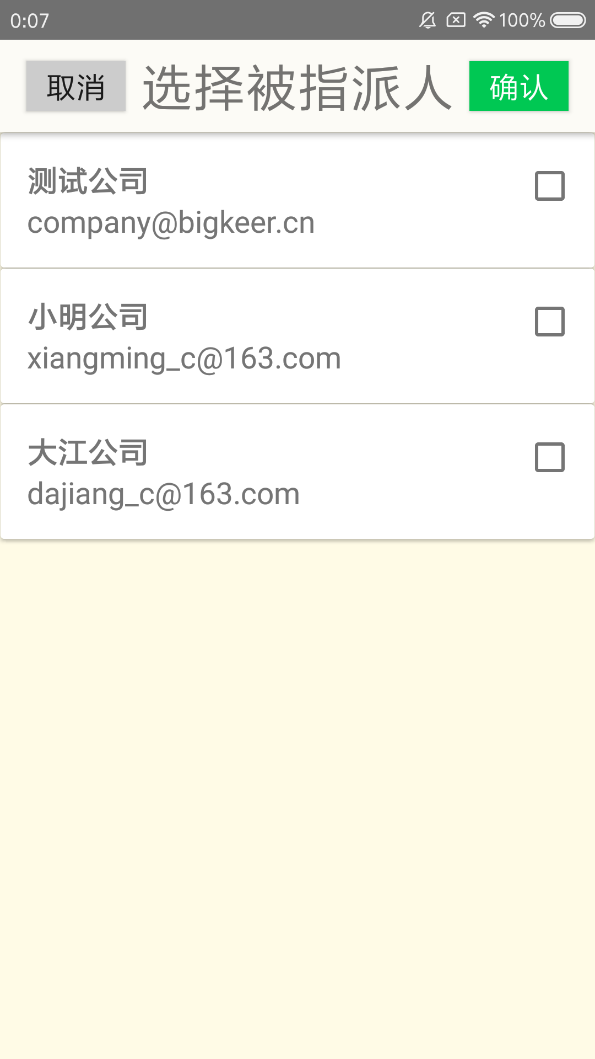 0:07 100%
取消 选择被指派人 确认
测试公司
company@bigkeer.cn
小明公司
xiangming_c@163.com
大江公司
dajiang_c@163.com